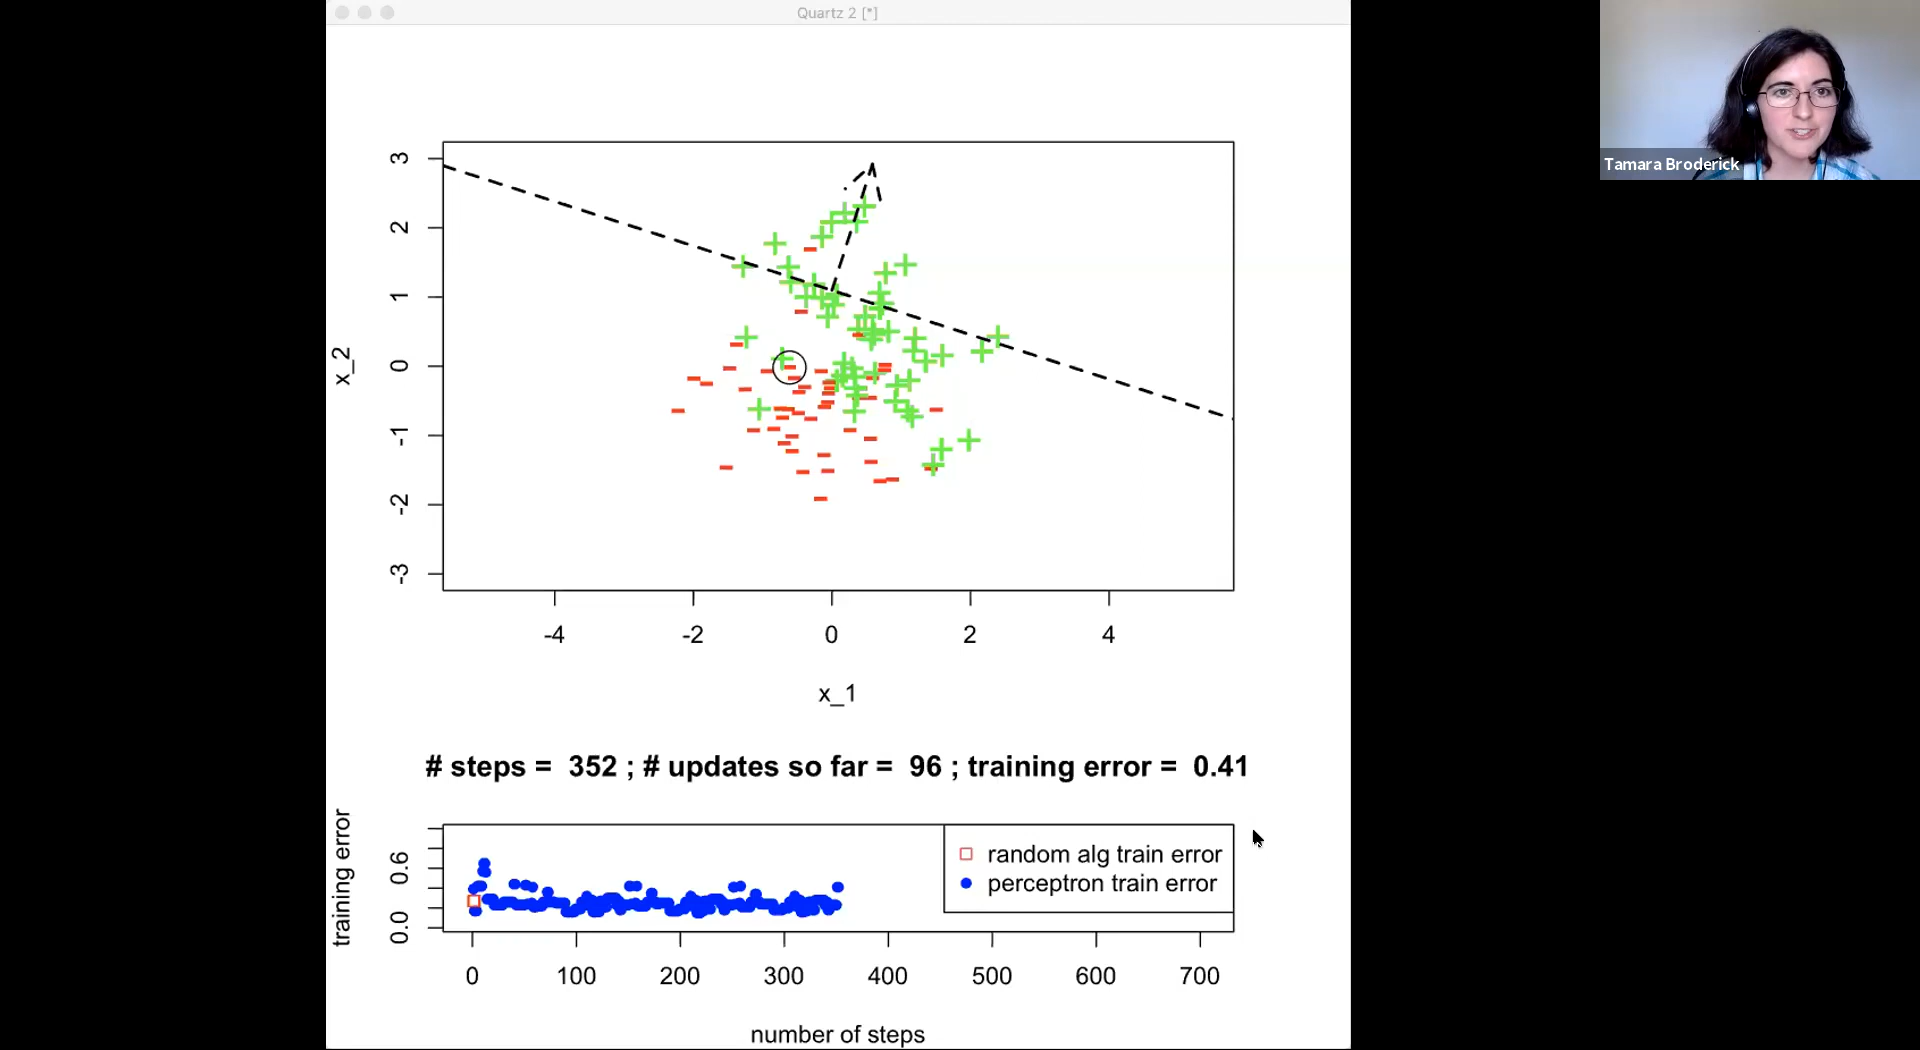 Quartz 2 [*]
Tamara Broderick
3
2
1
0
-1
-2
-3
x_2
-4 -2 0 2 4
x_1
# steps = 352 ; # updates so far = 96 ; training error = 0.41
training error
0.6
0.0
random alg train error
perceptron train error
0 100 200 300 400 500 600 700
number of steps